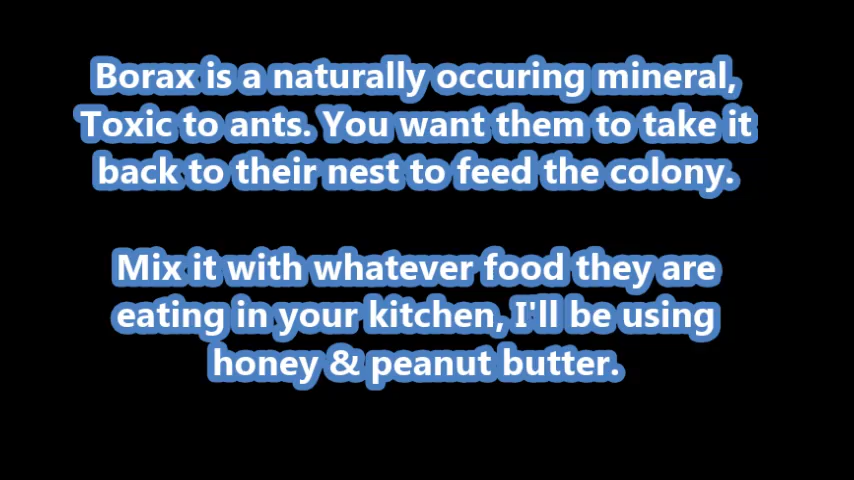 Borax is a naturally occuring mineral,
Toxic to ants. You want them to take it
back to their nest to feed the colony.
Mix it with whatever food they are
eating in your kitchen, I'll be using
honey & peanut butter.